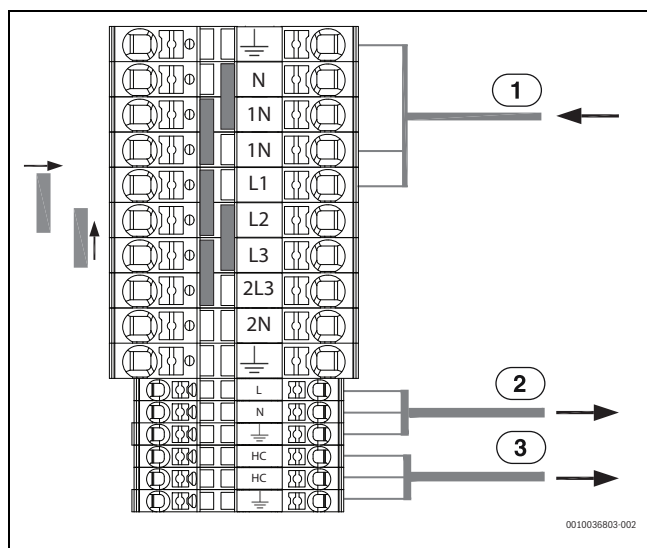 ⏚
N
1
1N
1N
L1
L2
L3
2L3
2N
⏚
L
2
N
⏚
HC
3
HC
⏚
0010036803-002